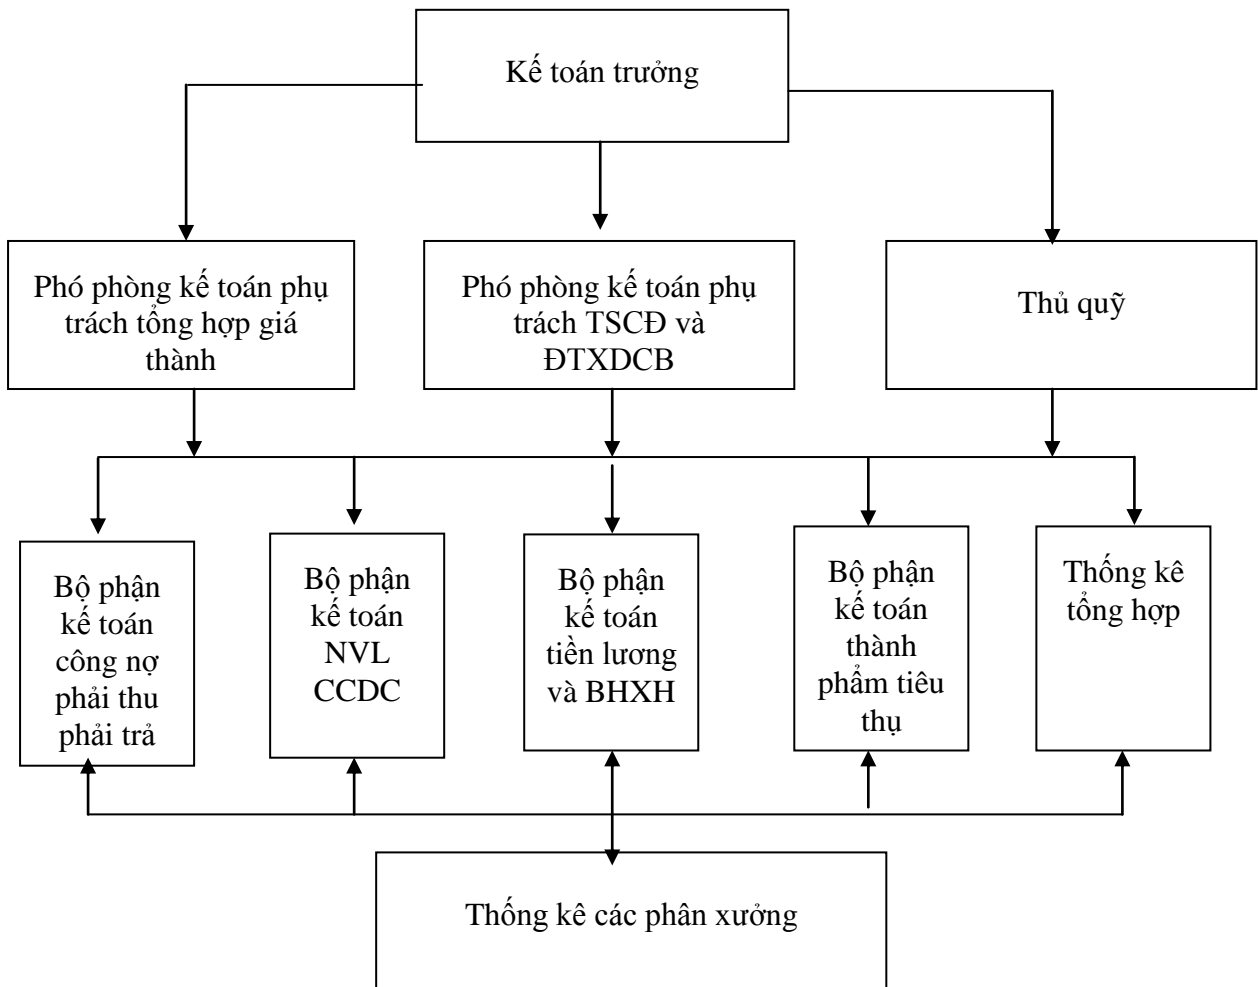 Kế toán trưởng
Phó phòng kế toán phụ
trách tổng hợp giá
thành
Phó phòng kế toán phụ
trách TSCĐ và
ĐTXDCB
Thủ quỹ
Bộ phận
kế toán
công nợ
phải thu
phải trả
Bộ phận
kế toán
NVL
CCDC
Bộ phận
kế toán
tiền lương
và BHXH
Bộ phận
kế toán
thành
phẩm tiêu
thụ
Thống kê
tổng hợp
Thống kê các phân xưởng